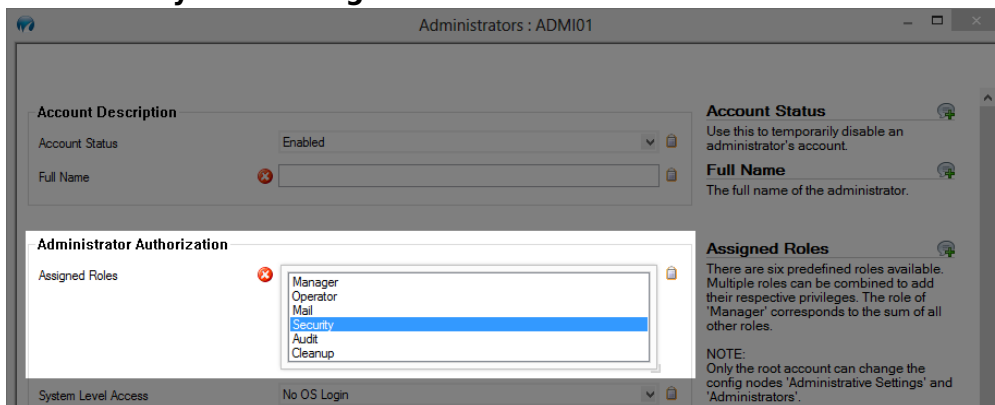 Administrators : ADMI01
Account Description
Account Status
Enabled
Full Name
Administrator Authorization
Assigned Roles
Manager
Operator
Mail
Security
Audit
Cleanup
System Level Access
No OS Login
Account Status
Use this to temporarily disable an
administrator's account.
Full Name
The full name of the administrator.
Assigned Roles
There are six predefined roles available.
Multiple roles can be combined to add
their respective privileges. The role of
'Manager' corresponds to the sum of all
other roles.
NOTE:
Only the root account can change the
config nodes 'Administrative Settings' and
'Administrators'.